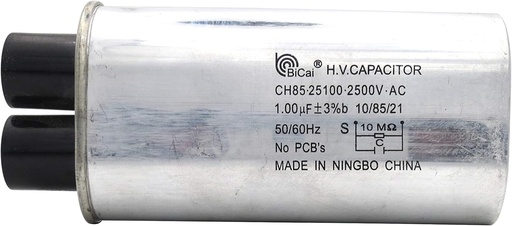 BiCai® H.V.CAPACITOR
CH85·25100·2500V·AC
1.00μF±3%b 10/85/21
50/60Hz S 10 MΩ
C
No PCB's
MADE IN NINGBO CHINA